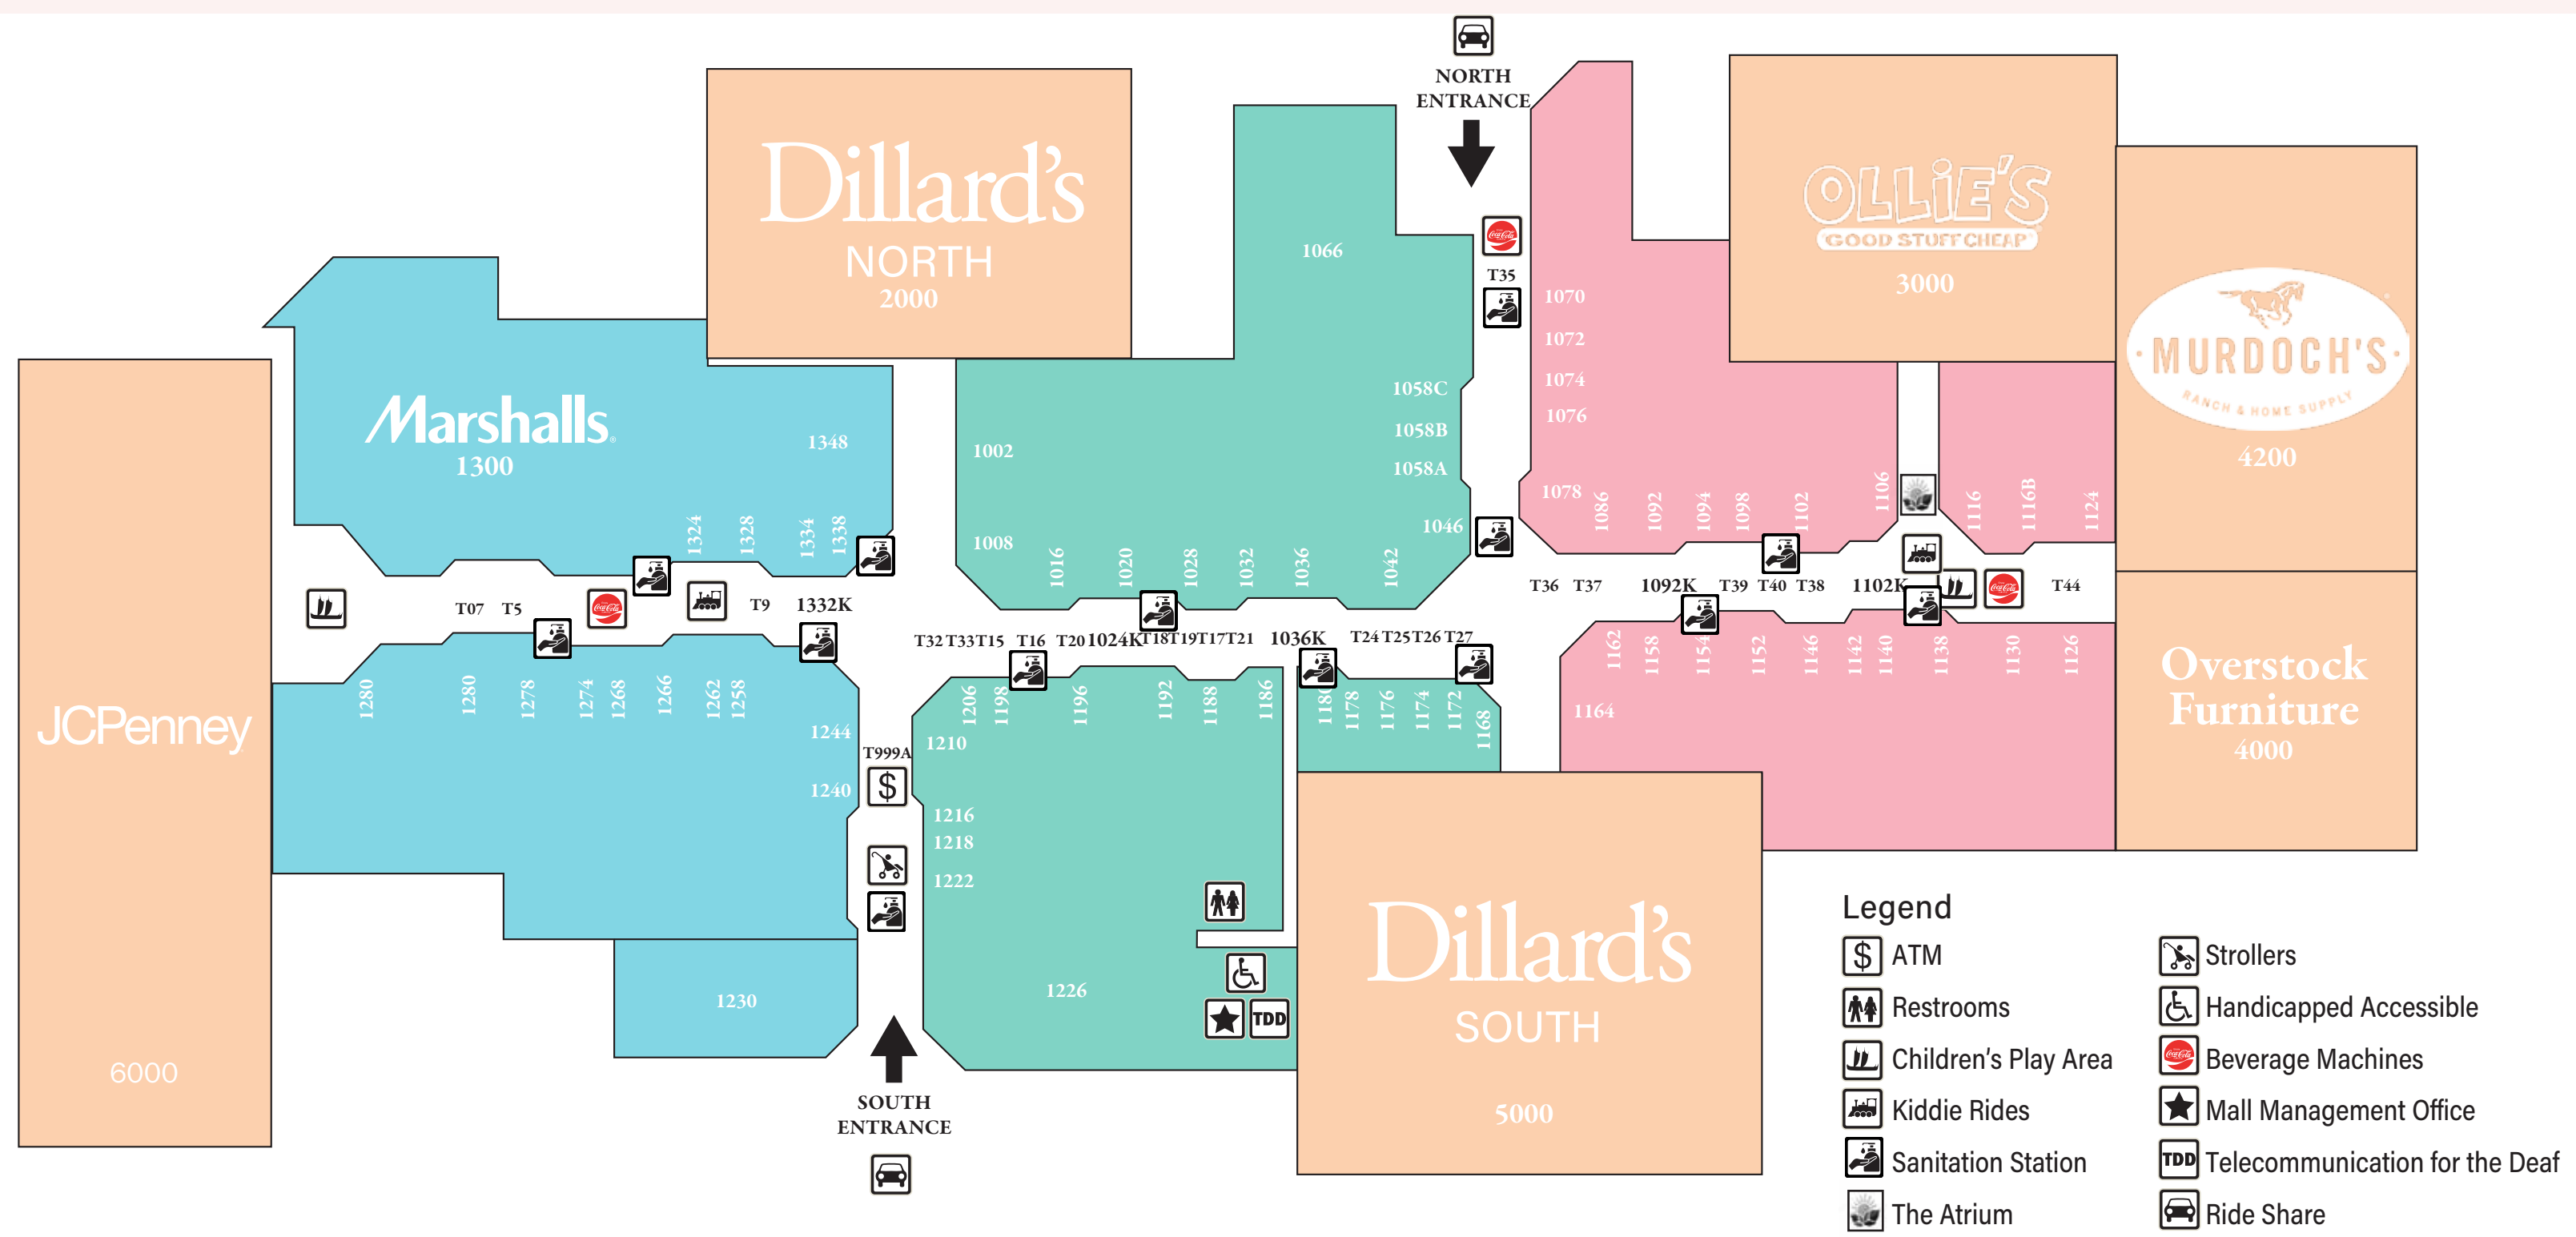 NORTH
ENTRANCE
Dillard's
NORTH
2000
OLLiE'S
GOOD STUFF CHEAP
3000
·MURDOCH'S·
RANCH & HOME SUPPLY
4200
Overstock
Furniture
4000
JCPenney
6000
Marshalls
1300
1348
1324
1328
1334
1338
T07
T5
T9
1332K
1280
1280
1278
1274
1268
1266
1262
1258
1244
1240
1230
T999A
$
SOUTH
ENTRANCE
1066
1058C
1058B
1058A
1046
1002
1008
1016
1020
1028
1032
1036
1042
T32
T33
T15
T16
T20
1024K
T18
T19
T17
T21
1036K
T24
T25
T26
T27
1206
1198
1196
1192
1188
1186
1210
1216
1218
1222
1226
TDD
1180
1178
1176
1174
1172
1168
Dillard's
SOUTH
5000
Coca-Cola
T35
1070
1072
1074
1076
1078
1086
1092
1094
1098
1102
1106
1116
1116B
1124
T36
T37
1092K
T39
T40
T38
1102K
T44
1162
1158
1154
1152
1146
1142
1140
1138
1130
1126
1164
Legend
$ ATM
Restrooms
Children's Play Area
Kiddie Rides
Sanitation Station
The Atrium
Strollers
Handicapped Accessible
Beverage Machines
Mall Management Office
TDD Telecommunication for the Deaf
Ride Share